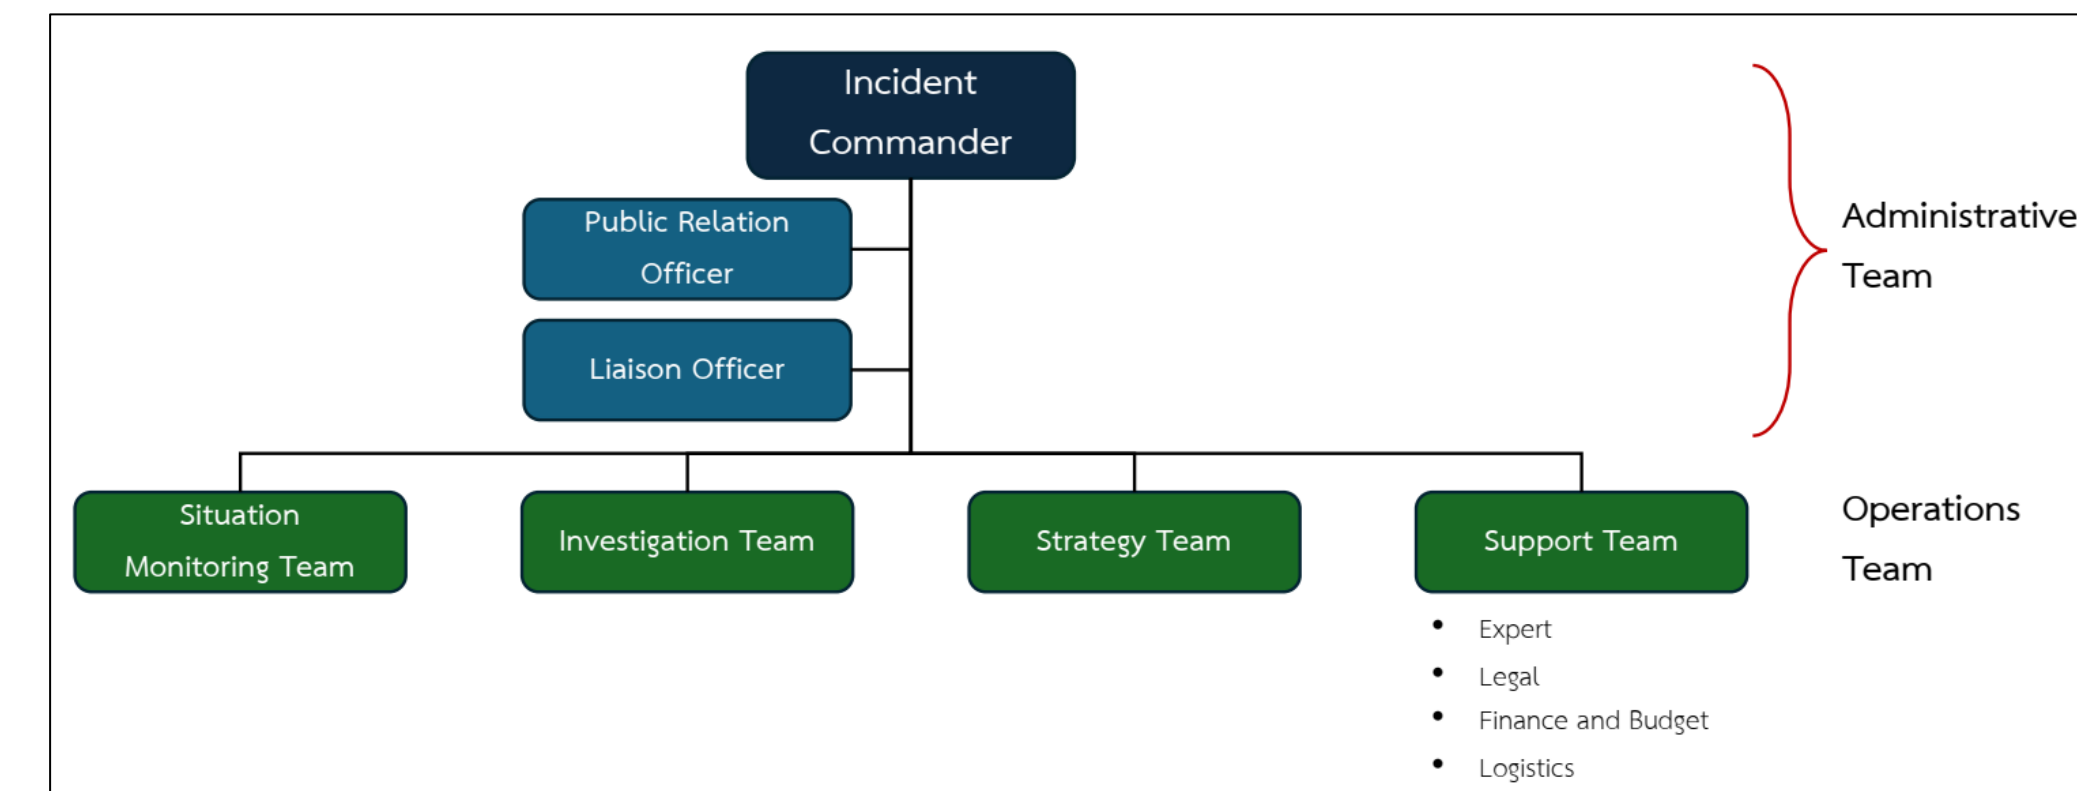 Incident
Commander
Public Relation
Officer
Administrative
Team
Liaison Officer
Situation
Monitoring Team
Investigation Team
Strategy Team
Support Team
Operations
Team
• Expert
• Legal
• Finance and Budget
• Logistics